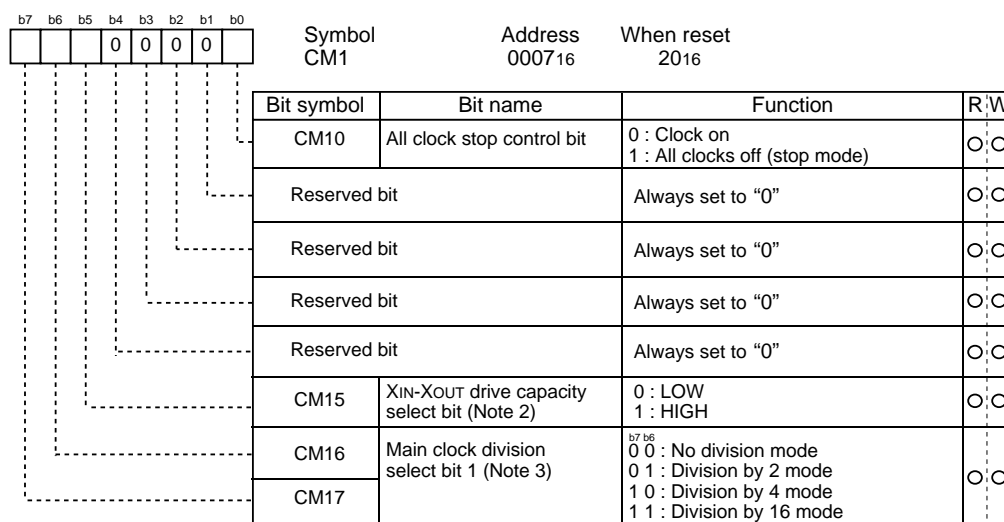 b7 b6 b5 b4 b3 b2 b1 b0
0 0 0 0
Symbol Address When reset
CM1 000716 2016
Bit symbol Bit name Function R W
CM10 All clock stop control bit 0 : Clock on
1 : All clocks off (stop mode)
Reserved bit Always set to “0”
Reserved bit Always set to “0”
Reserved bit Always set to “0”
Reserved bit Always set to “0”
CM15 XIN-XOUT drive capacity 0 : LOW
select bit (Note 2) 1 : HIGH
CM16 Main clock division b7 b6
select bit 1 (Note 3) 0 0 : No division mode
0 1 : Division by 2 mode
CM17 1 0 : Division by 4 mode
1 1 : Division by 16 mode